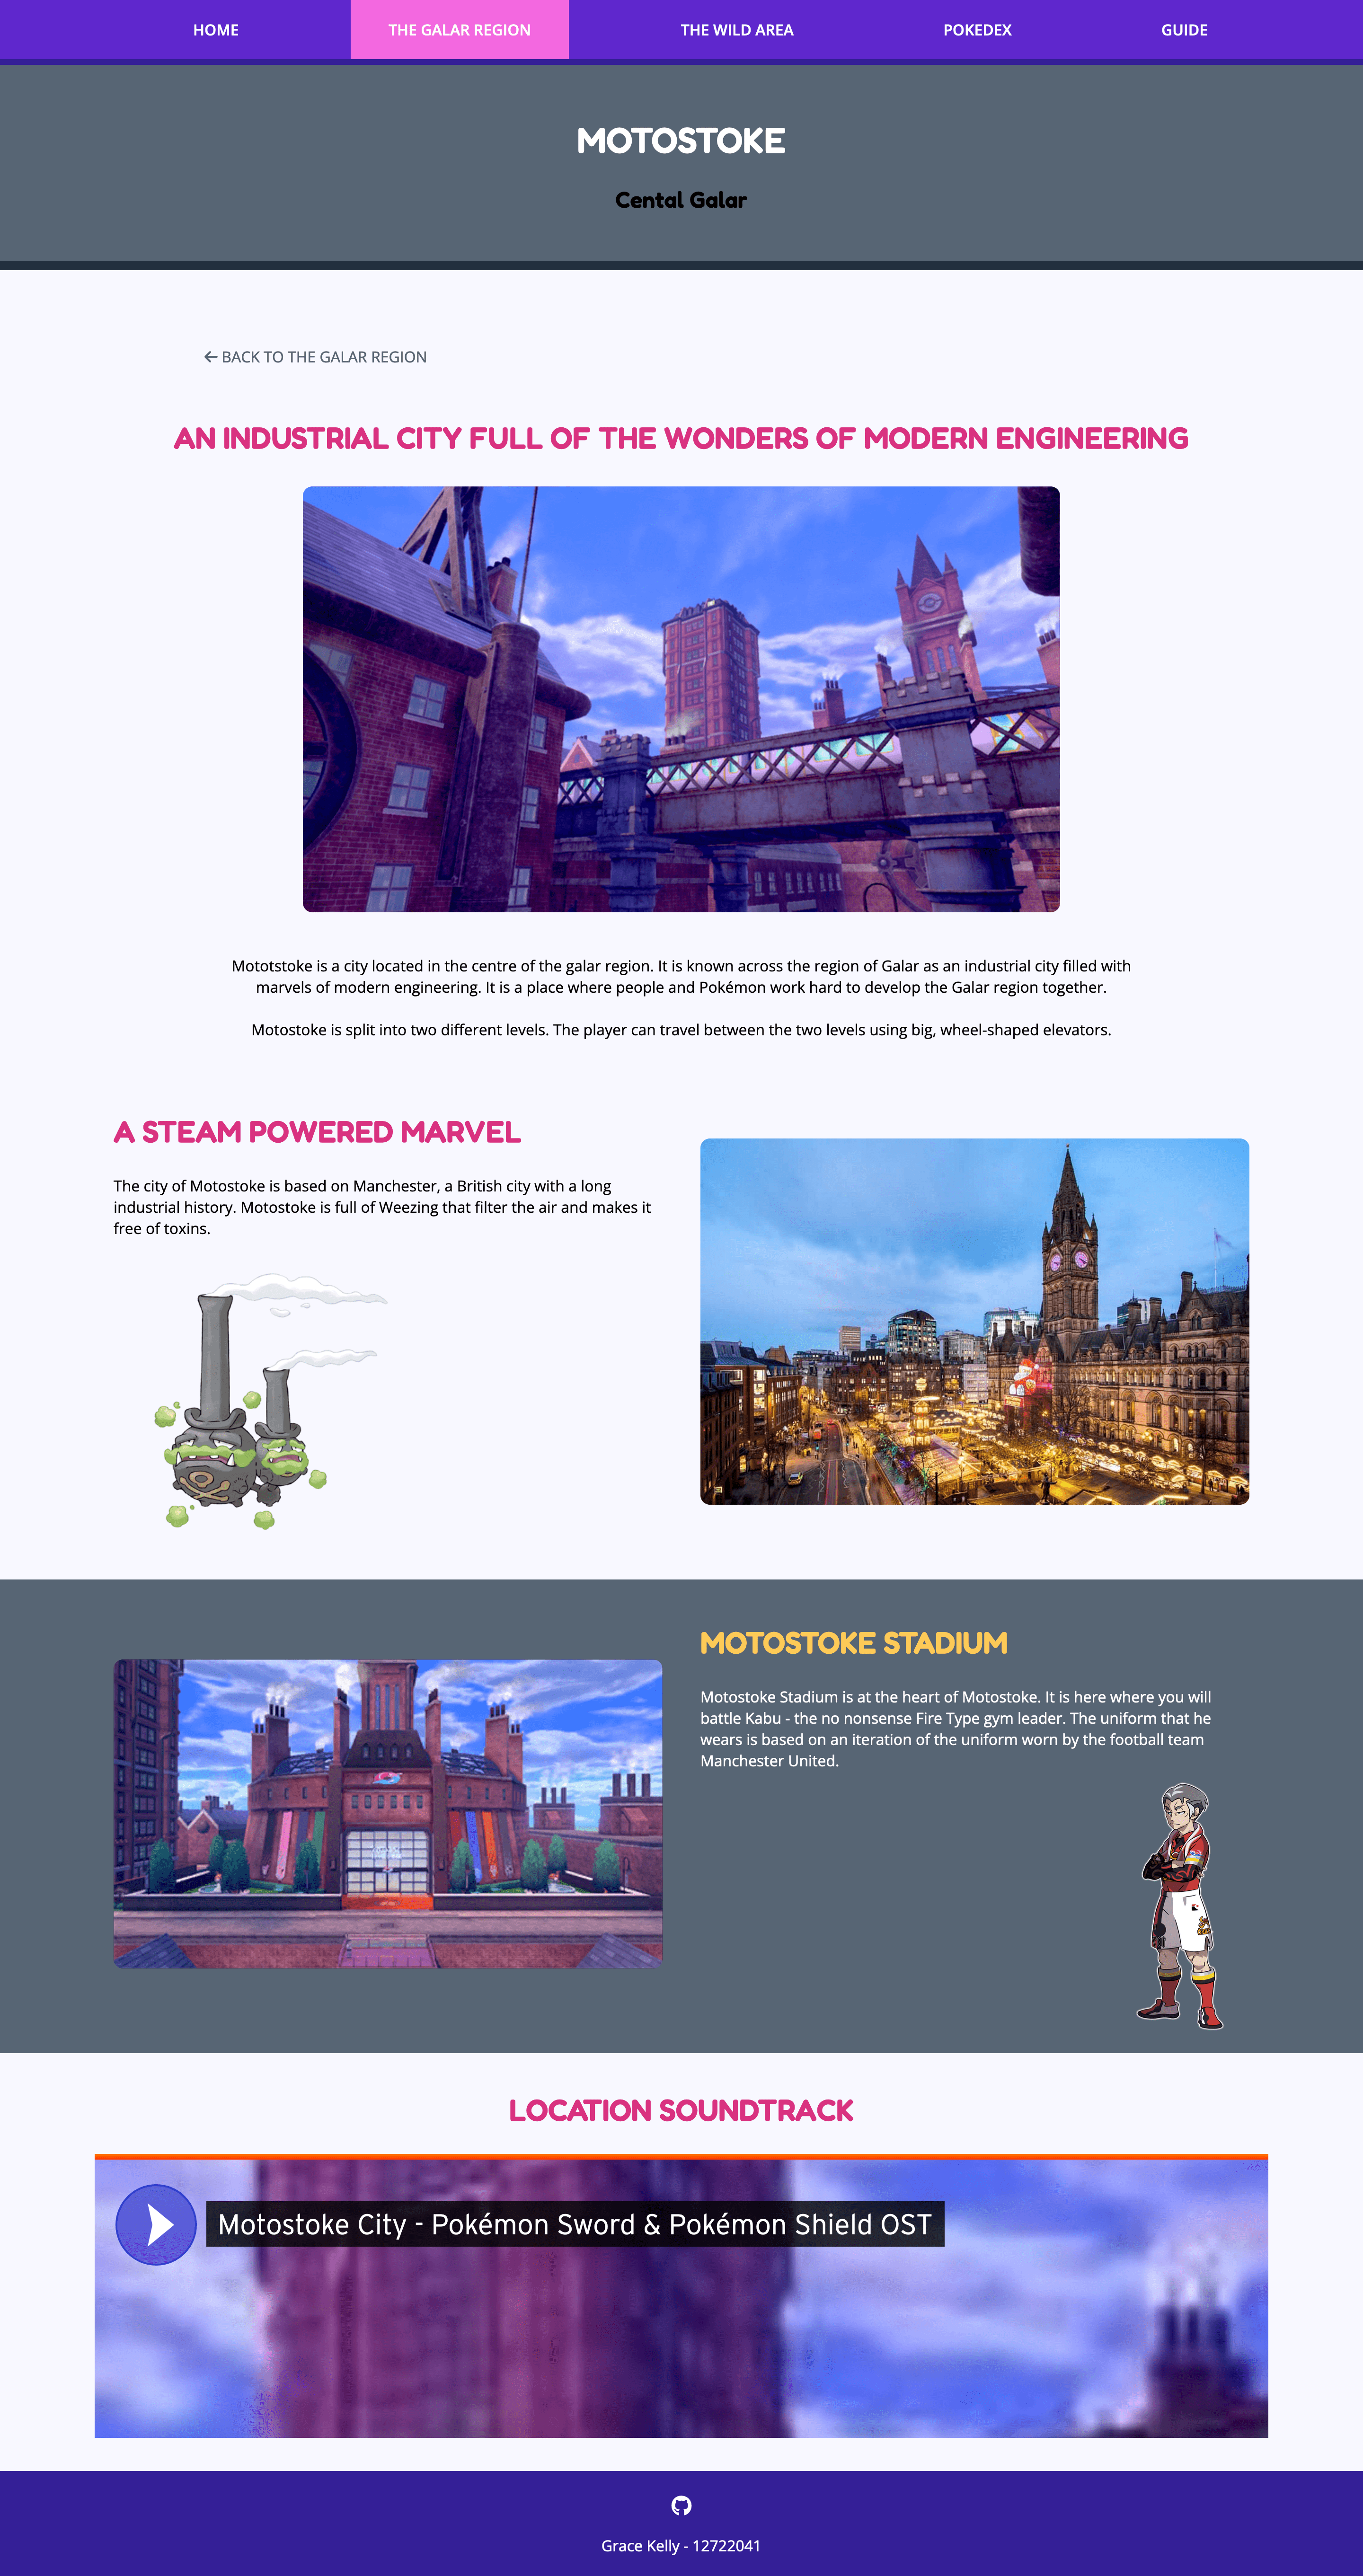 HOME
THE GALAR REGION
THE WILD AREA
POKEDEX
GUIDE
MOTOSTOKE
Cental Galar
← BACK TO THE GALAR REGION
AN INDUSTRIAL CITY FULL OF THE WONDERS OF MODERN ENGINEERING
Mototstoke is a city located in the centre of the galar region. It is known across the region of Galar as an industrial city filled with
marvels of modern engineering. It is a place where people and Pokémon work hard to develop the Galar region together.
Motostoke is split into two different levels. The player can travel between the two levels using big, wheel-shaped elevators.
A STEAM POWERED MARVEL
The city of Motostoke is based on Manchester, a British city with a long
industrial history. Motostoke is full of Weezing that filter the air and makes it
free of toxins.
MOTOSTOKE STADIUM
Motostoke Stadium is at the heart of Motostoke. It is here where you will
battle Kabu - the no nonsense Fire Type gym leader. The uniform that he
wears is based on an iteration of the uniform worn by the football team
Manchester United.
LOCATION SOUNDTRACK
Motostoke City - Pokémon Sword & Pokémon Shield OST
Grace Kelly - 12722041